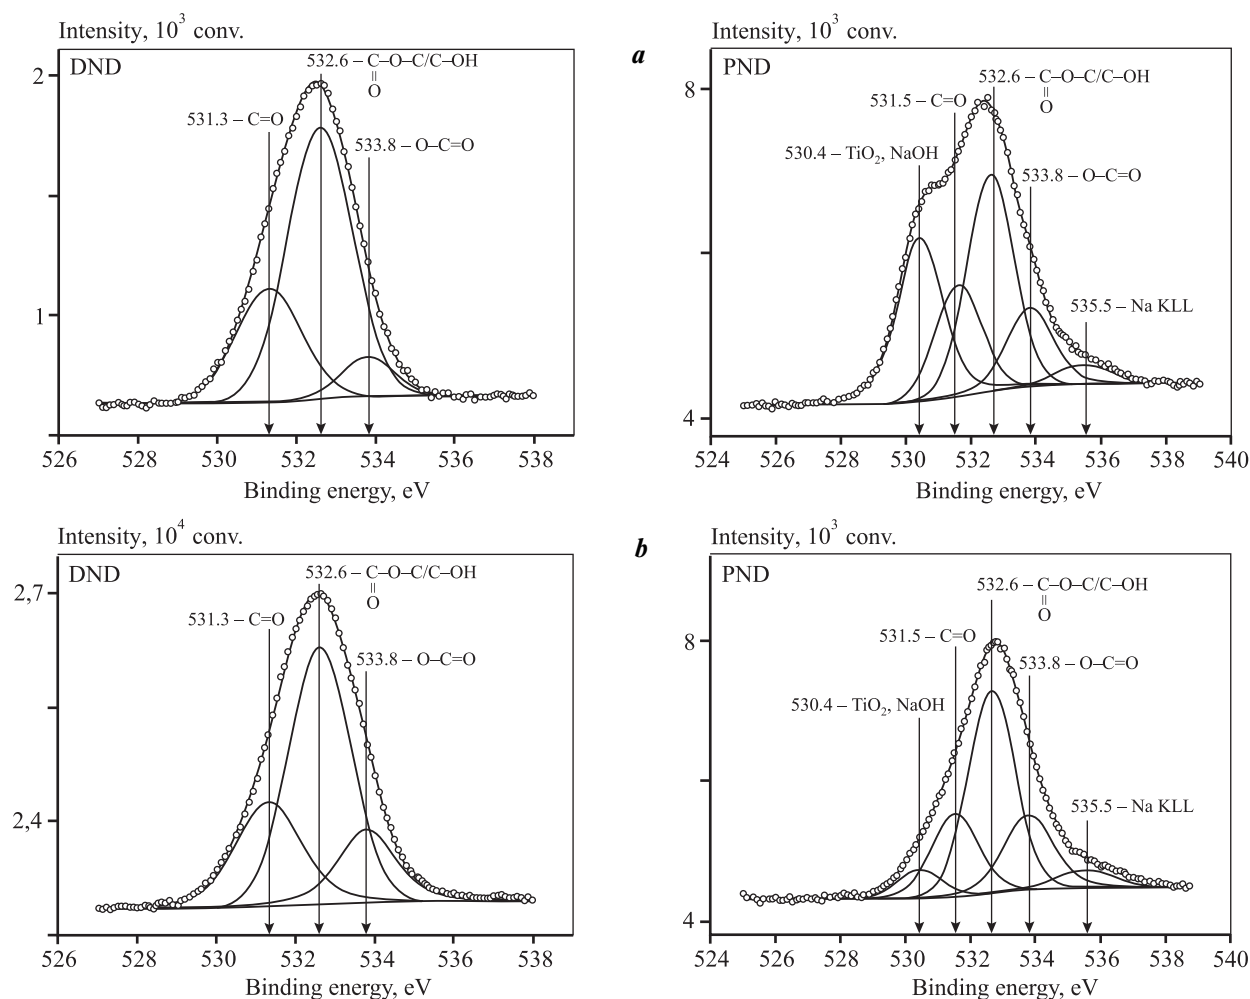 Intensity, 10³ conv.
DND
532.6 – C–O–C/C–OH
O
531.3 – C=O
533.8 – O–C=O
2
1
526 528 530 532 534 536 538
Binding energy, eV
a
Intensity, 10³ conv.
PND
532.6 – C–O–C/C–OH
O
531.5 – C=O
530.4 – TiO₂, NaOH
533.8 – O–C=O
535.5 – Na KLL
8
4
524 526 528 530 532 534 536 538 540
Binding energy, eV
Intensity, 10⁴ conv.
DND
532.6 – C–O–C/C–OH
O
531.3 – C=O
533.8 – O–C=O
2,7
2,4
526 528 530 532 534 536 538
Binding energy, eV
b
Intensity, 10³ conv.
PND
532.6 – C–O–C/C–OH
O
531.5 – C=O
533.8 – O–C=O
530.4 – TiO₂, NaOH
535.5 – Na KLL
8
4
524 526 528 530 532 534 536 538 540
Binding energy, eV